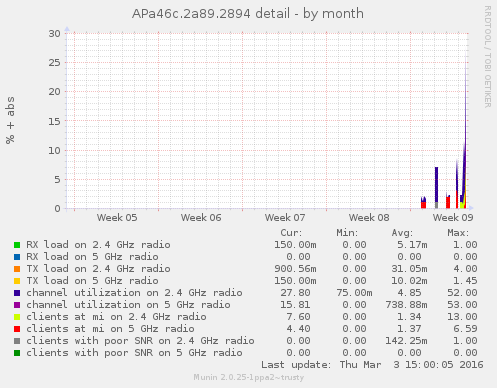 APa46c.2a89.2894 detail - by month
RRDTOOL / TOBI OETIKER
% + abs
30
25
20
15
10
5
0
Week 05 Week 06 Week 07 Week 08 Week 09
Cur: Min: Avg: Max:
RX load on 2.4 GHz radio 150.00m 0.00 5.17m 1.00
RX load on 5 GHz radio 0.00 0.00 0.00 0.00
TX load on 2.4 GHz radio 900.56m 0.00 31.05m 4.00
TX load on 5 GHz radio 150.00m 0.00 10.02m 1.45
channel utilization on 2.4 GHz radio 27.80 75.00m 4.85 52.00
channel utilization on 5 GHz radio 15.81 0.00 738.88m 53.00
clients at mi on 2.4 GHz radio 7.60 0.00 1.34 13.00
clients at mi on 5 GHz radio 4.40 0.00 1.37 6.59
clients with poor SNR on 2.4 GHz radio 0.00 0.00 142.25m 1.00
clients with poor SNR on 5 GHz radio 0.00 0.00 0.00 0.00
Last update: Thu Mar 3 15:00:05 2016
Munin 2.0.25-1ppa2~trusty